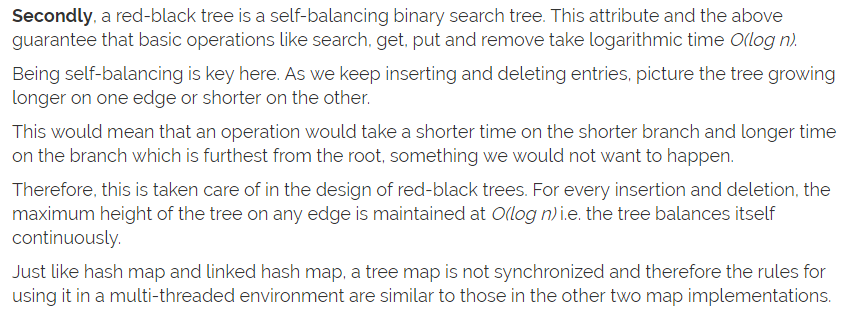 Secondly, a red-black tree is a self-balancing binary search tree. This attribute and the above
guarantee that basic operations like search, get, put and remove take logarithmic time O(log n).
Being self-balancing is key here. As we keep inserting and deleting entries, picture the tree growing
longer on one edge or shorter on the other.
This would mean that an operation would take a shorter time on the shorter branch and longer time
on the branch which is furthest from the root, something we would not want to happen.
Therefore, this is taken care of in the design of red-black trees. For every insertion and deletion, the
maximum height of the tree on any edge is maintained at O(log n) i.e. the tree balances itself
continuously.
Just like hash map and linked hash map, a tree map is not synchronized and therefore the rules for
using it in a multi-threaded environment are similar to those in the other two map implementations.